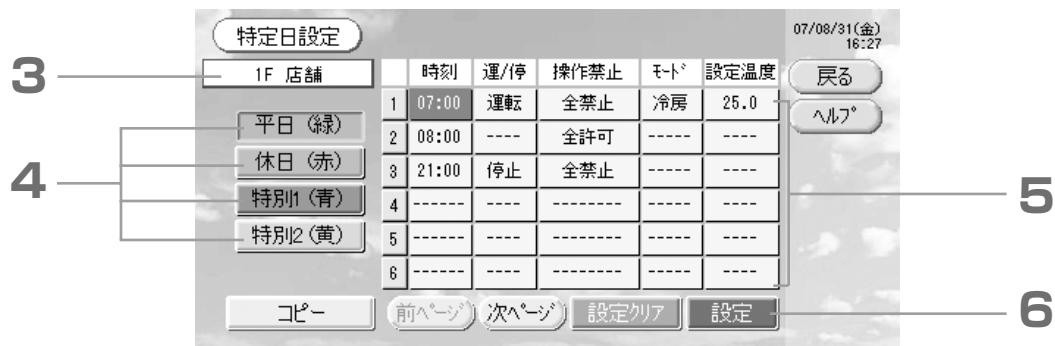 特定日設定
07/08/31(金)
16:27
3
1F 店舗
時刻 運/停 操作禁止 ﾓｰﾄﾞ 設定温度
戻る
1 07:00 運転 全禁止 冷房 25.0
ﾍﾙﾌﾟ
平日 (緑)
2 08:00 ---- 全許可 ----- ----
4
休日 (赤)
3 21:00 停止 全禁止 ----- ----
特別1 (青)
4 ------ ---- -------- ----- ----
5
特別2 (黄)
5 ------ ---- -------- ----- ----
6 ------ ---- -------- ----- ----
コピー 前ﾍﾟｰｼﾞ 次ﾍﾟｰｼﾞ 設定ｸﾘｱ 設定
6